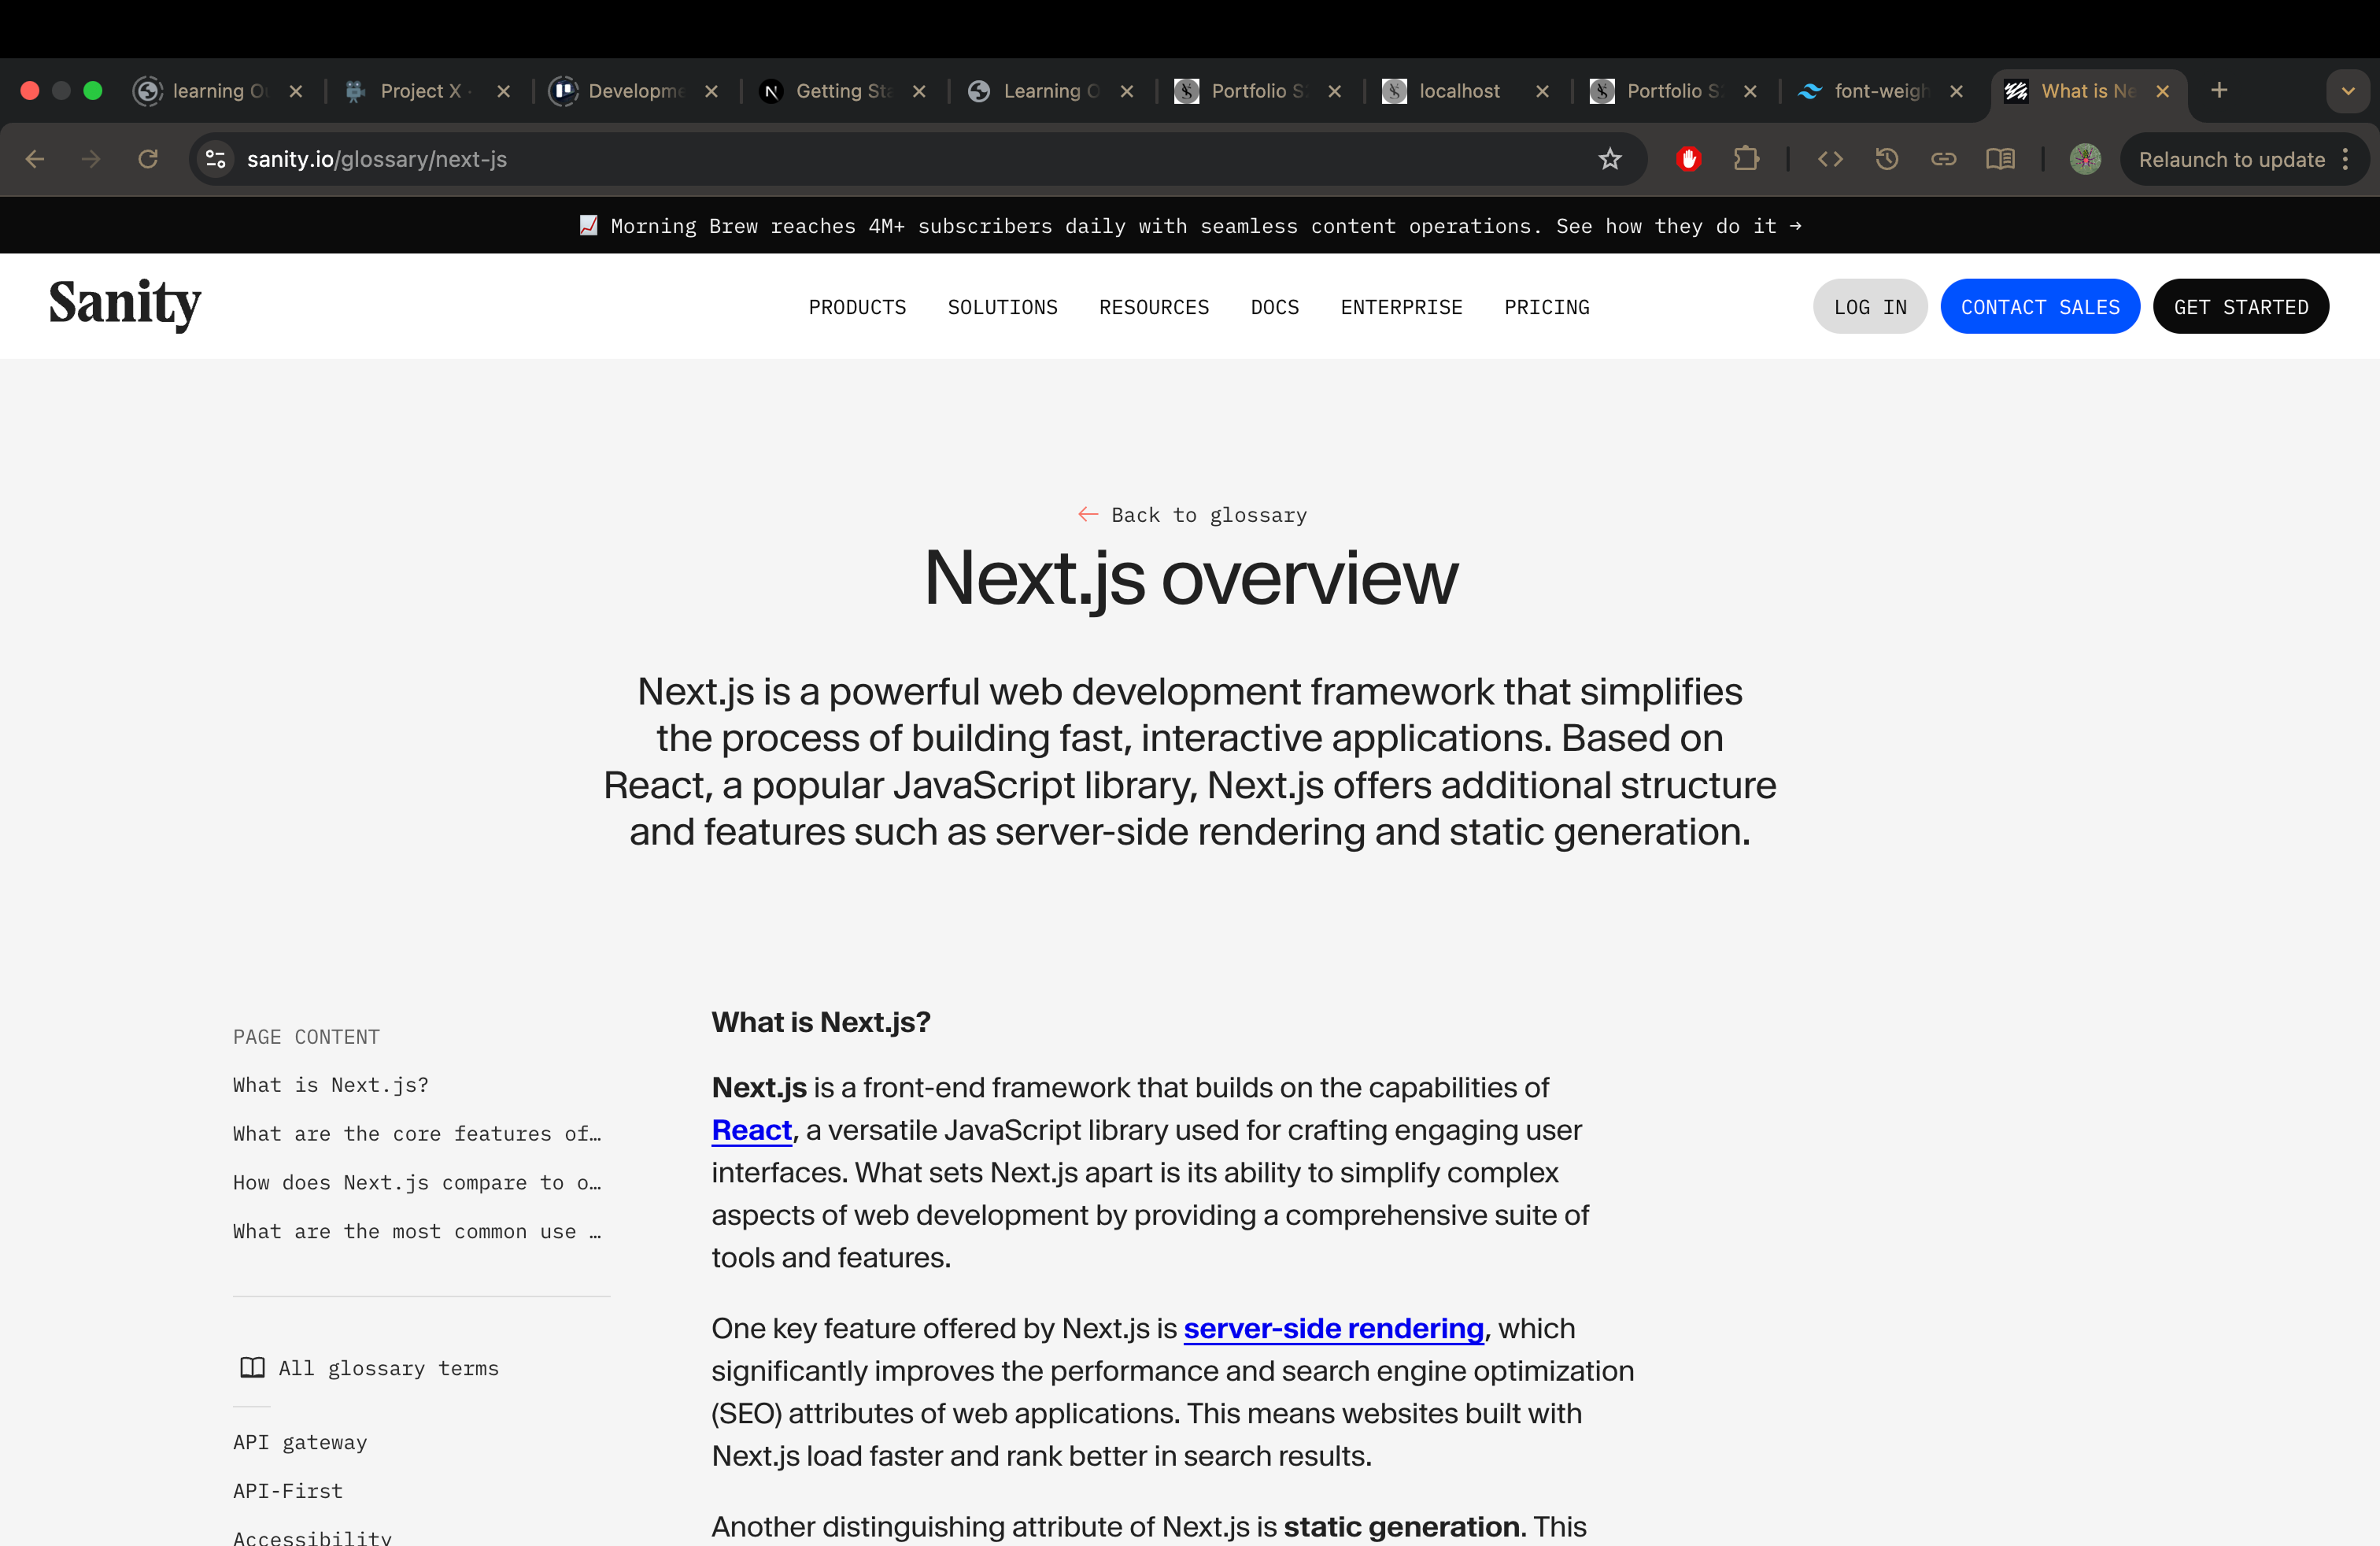 learning O
Project X
Developme
Getting Sta
Learning O
Portfolio S
localhost
Portfolio S
font-weigh
What is Ne
sanity.io/glossary/next-js
Relaunch to update
📈 Morning Brew reaches 4M+ subscribers daily with seamless content operations. See how they do it →
Sanity
PRODUCTS SOLUTIONS RESOURCES DOCS ENTERPRISE PRICING
LOG IN CONTACT SALES GET STARTED
← Back to glossary
Next.js overview
Next.js is a powerful web development framework that simplifies
the process of building fast, interactive applications. Based on
React, a popular JavaScript library, Next.js offers additional structure
and features such as server-side rendering and static generation.
PAGE CONTENT
What is Next.js?
What are the core features of…
How does Next.js compare to o…
What are the most common use …
All glossary terms
API gateway
API-First
Accessibility
What is Next.js?
Next.js is a front-end framework that builds on the capabilities of
React, a versatile JavaScript library used for crafting engaging user
interfaces. What sets Next.js apart is its ability to simplify complex
aspects of web development by providing a comprehensive suite of
tools and features.
One key feature offered by Next.js is server-side rendering, which
significantly improves the performance and search engine optimization
(SEO) attributes of web applications. This means websites built with
Next.js load faster and rank better in search results.
Another distinguishing attribute of Next.js is static generation. This